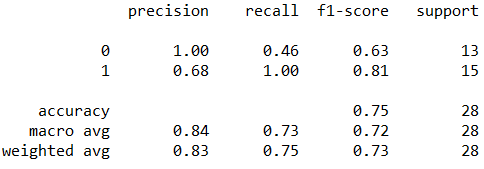 precision recall f1-score support
0 1.00 0.46 0.63 13
1 0.68 1.00 0.81 15
accuracy 0.75 28
macro avg 0.84 0.73 0.72 28
weighted avg 0.83 0.75 0.73 28